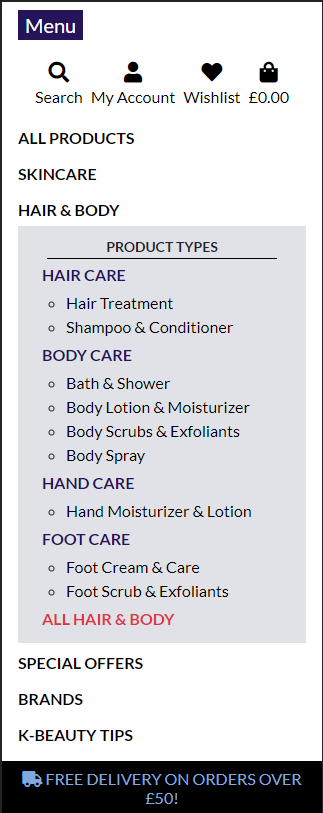 Menu
Search My Account Wishlist £0.00
ALL PRODUCTS
SKINCARE
HAIR & BODY
PRODUCT TYPES
HAIR CARE
Hair Treatment
Shampoo & Conditioner
BODY CARE
Bath & Shower
Body Lotion & Moisturizer
Body Scrubs & Exfoliants
Body Spray
HAND CARE
Hand Moisturizer & Lotion
FOOT CARE
Foot Cream & Care
Foot Scrub & Exfoliants
ALL HAIR & BODY
SPECIAL OFFERS
BRANDS
K-BEAUTY TIPS
FREE DELIVERY ON ORDERS OVER
£50!